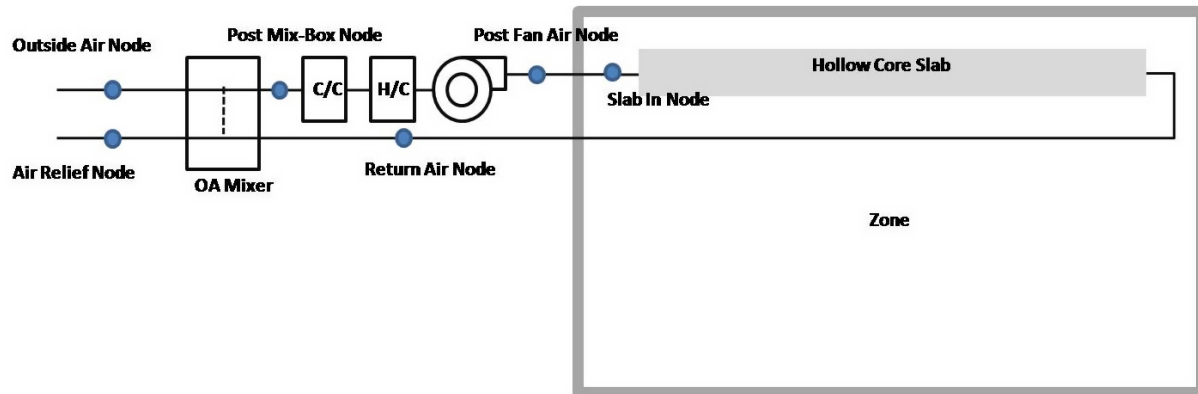 Outside Air Node
Post Mix-Box Node
Post Fan Air Node
Hollow Core Slab
C/C
H/C
Slab In Node
Air Relief Node
OA Mixer
Return Air Node
Zone